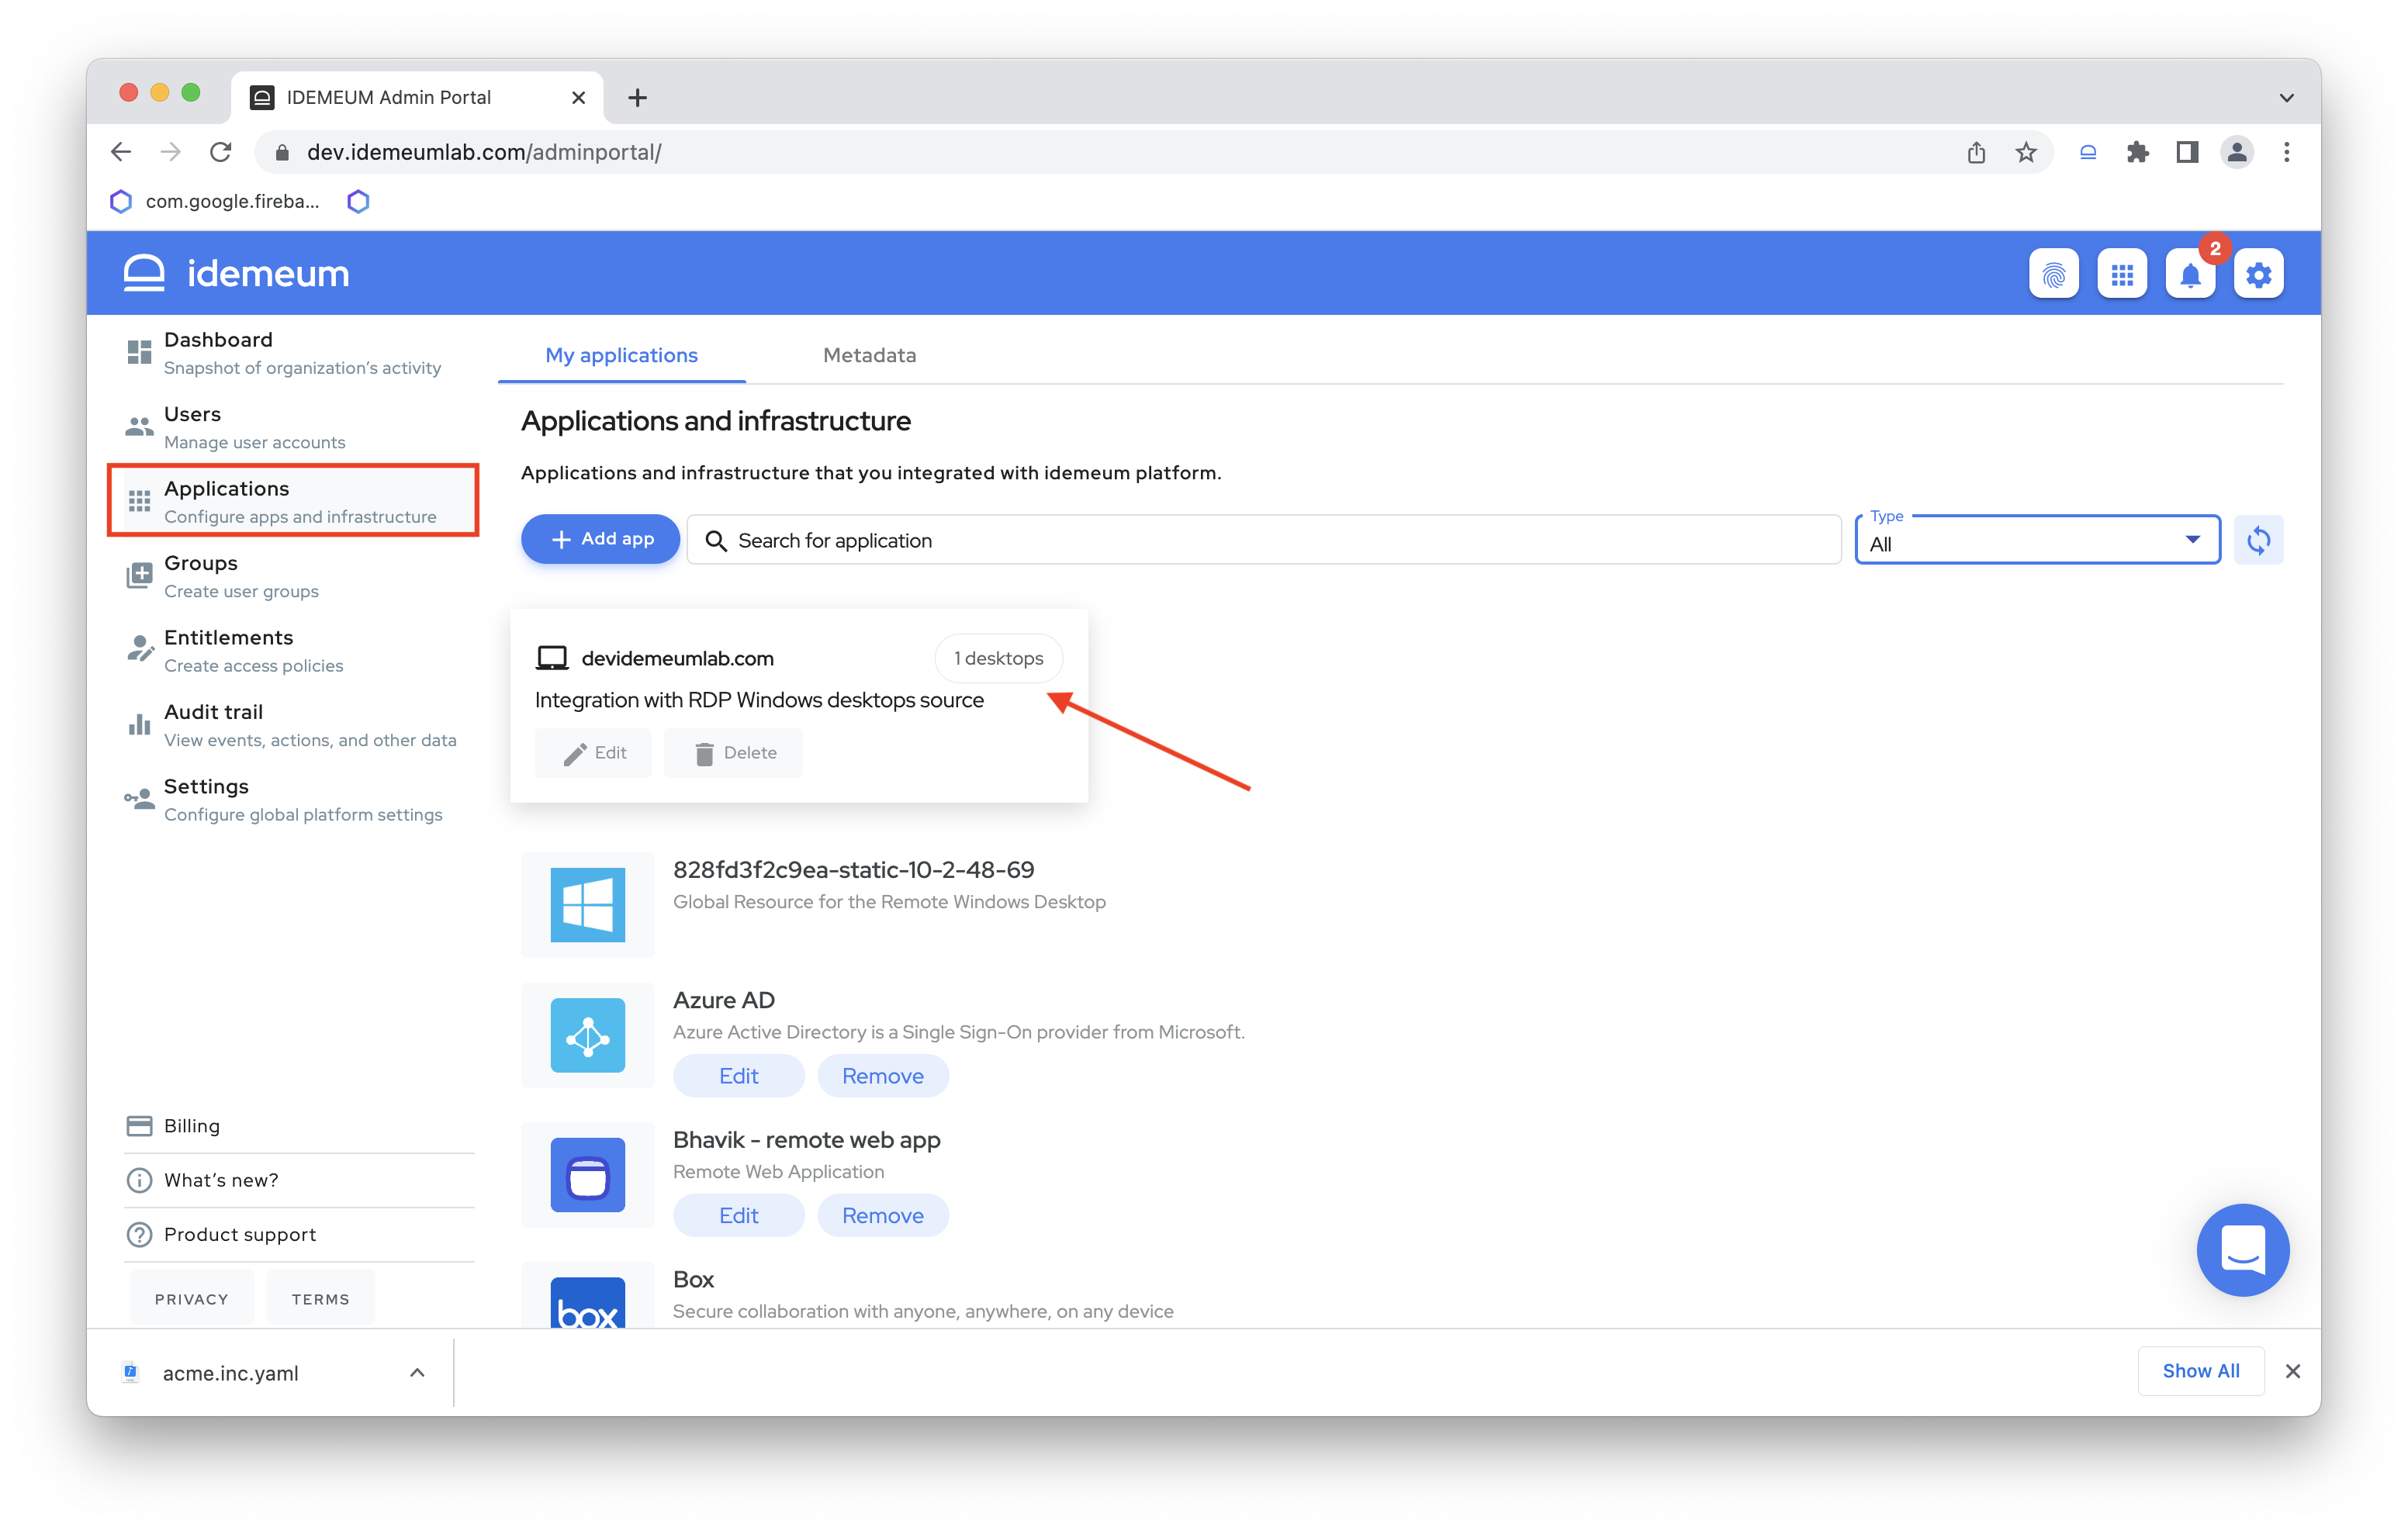 IDEMEUM Admin Portal
dev.idemeumlab.com/adminportal/
com.google.fireba...
idemeum
2
Dashboard
Snapshot of organization's activity
Users
Manage user accounts
Applications
Configure apps and infrastructure
Groups
Create user groups
Entitlements
Create access policies
Audit trail
View events, actions, and other data
Settings
Configure global platform settings
Billing
What's new?
Product support
PRIVACY TERMS
My applications Metadata
Applications and infrastructure
Applications and infrastructure that you integrated with idemeum platform.
Add app
Search for application
Type
All
devidemeumlab.com
1 desktops
Integration with RDP Windows desktops source
Edit Delete
828fd3f2c9ea-static-10-2-48-69
Global Resource for the Remote Windows Desktop
Azure AD
Azure Active Directory is a Single Sign-On provider from Microsoft.
Edit Remove
Bhavik - remote web app
Remote Web Application
Edit Remove
box
Box
Secure collaboration with anyone, anywhere, on any device
acme.inc.yaml
Show All